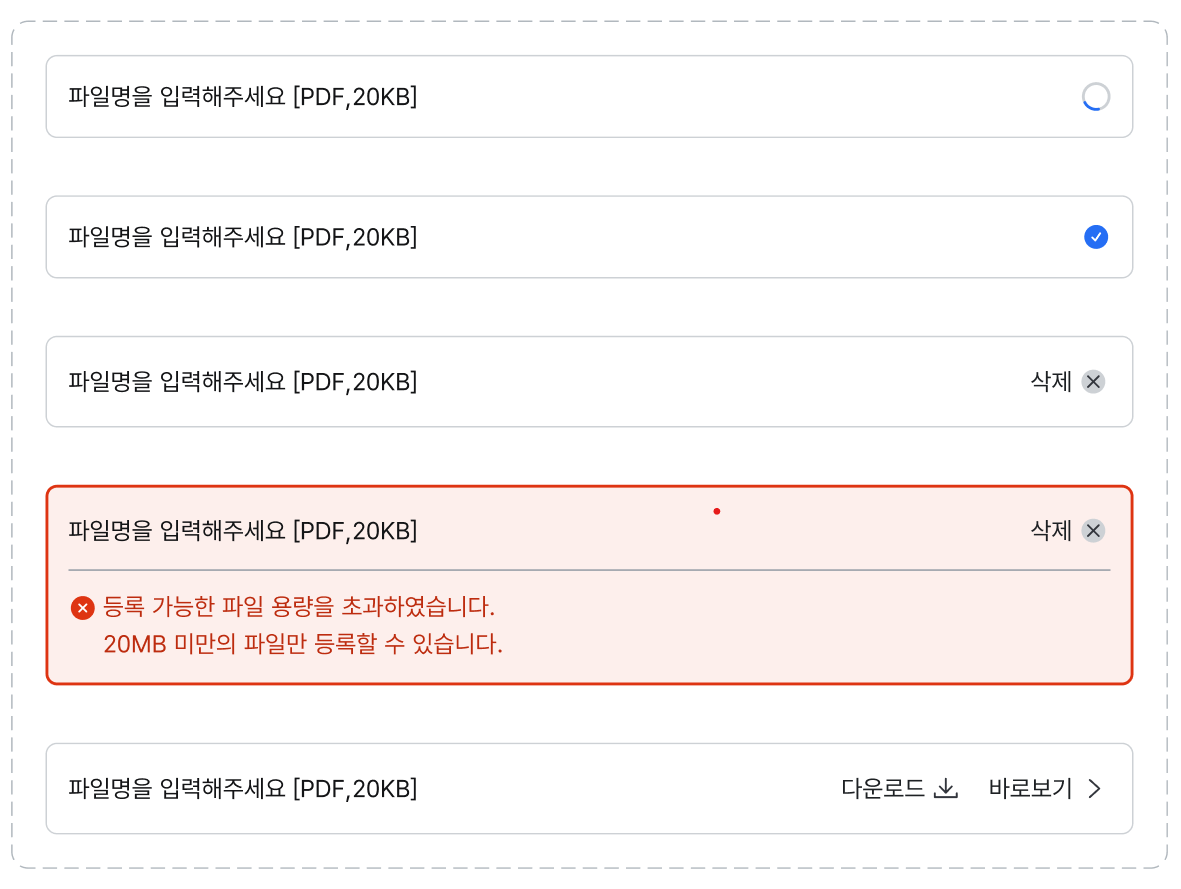 파일명을 입력해주세요 [PDF,20KB]
파일명을 입력해주세요 [PDF,20KB]
파일명을 입력해주세요 [PDF,20KB] 삭제
파일명을 입력해주세요 [PDF,20KB] 삭제
등록 가능한 파일 용량을 초과하였습니다.
20MB 미만의 파일만 등록할 수 있습니다.
파일명을 입력해주세요 [PDF,20KB] 다운로드 바로보기